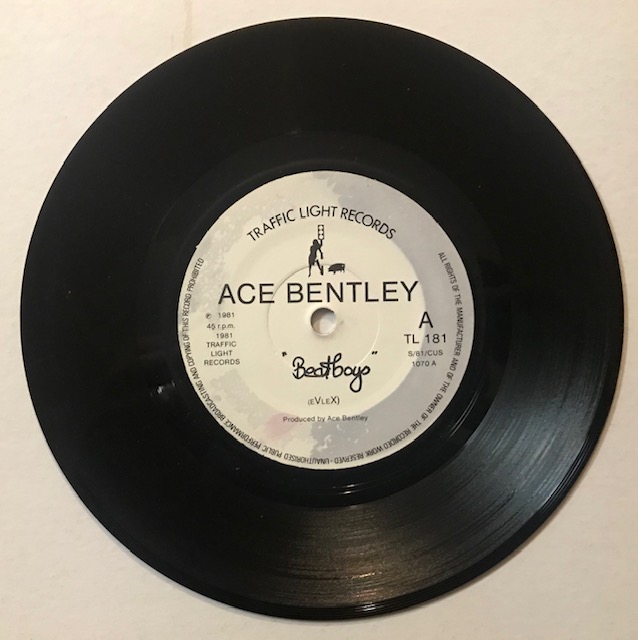 TRAFFIC LIGHT RECORDS
ACE BENTLEY
℗ 1981
45 r.p.m.
1981
TRAFFIC
LIGHT
RECORDS
A
TL 181
S/81/CUS
1070 A
"Beatboys"
(EVLEX)
Produced by Ace Bentley
ALL RIGHTS OF THE MANUFACTURER AND OF THE OWNER OF THE RECORDED WORK RESERVED - UNAUTHORISED PUBLIC PERFORMANCE BROADCASTING AND COPYING OF THIS RECORD PROHIBITED